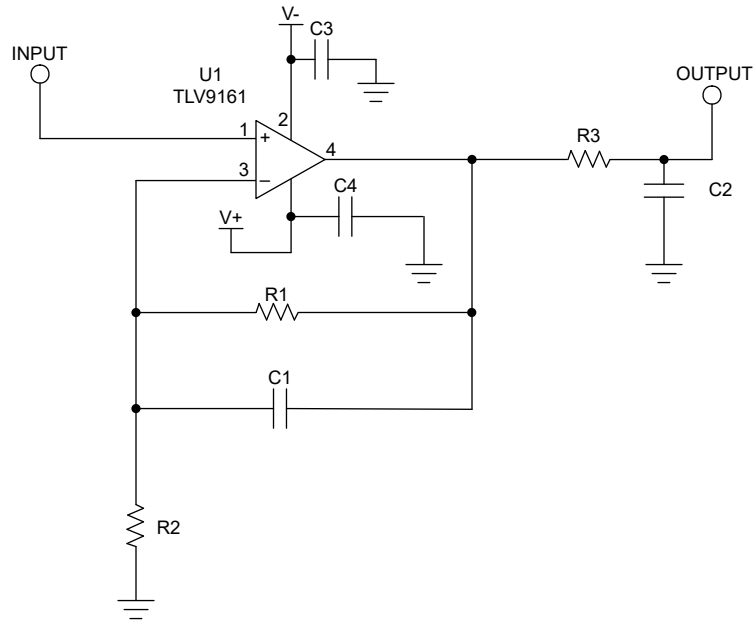 V-
C3
INPUT
U1
TLV9161
OUTPUT
2
R3
1
+
4
3
–
C4
C2
V+
R1
C1
R2